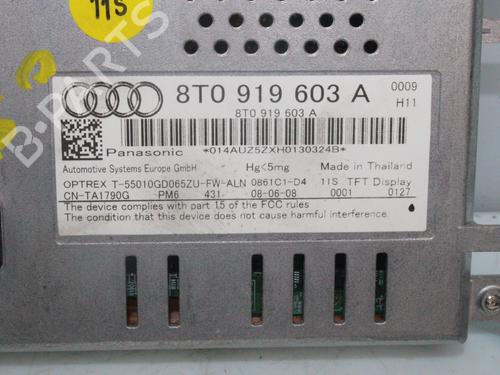 11S
8T0 919 603 A
0009
H11
8T0 919 603 A
Panasonic
*014AUZ5ZXH0130324B*
Automotive Systems Europe GmbH
Hg<5mg
Made in Thailand
OPTREX T-55010GD065ZU-FW-ALN 0861C1-D4 11S TFT Display
CN-TA1790G PM6 431 08-06-08 0001 0127
The device complies with part 15 of the FCC rules
The condition that this device does not cause harmful interference.
B-PARTS